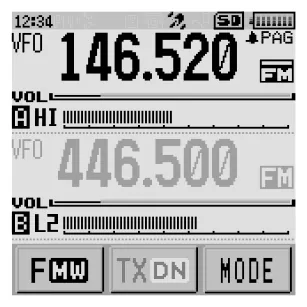 12:34 SD
VFO 146.520 PAG
FM
VOL
A HI
VFO 446.500 FM
VOL
B L2
F MW TX DN MODE